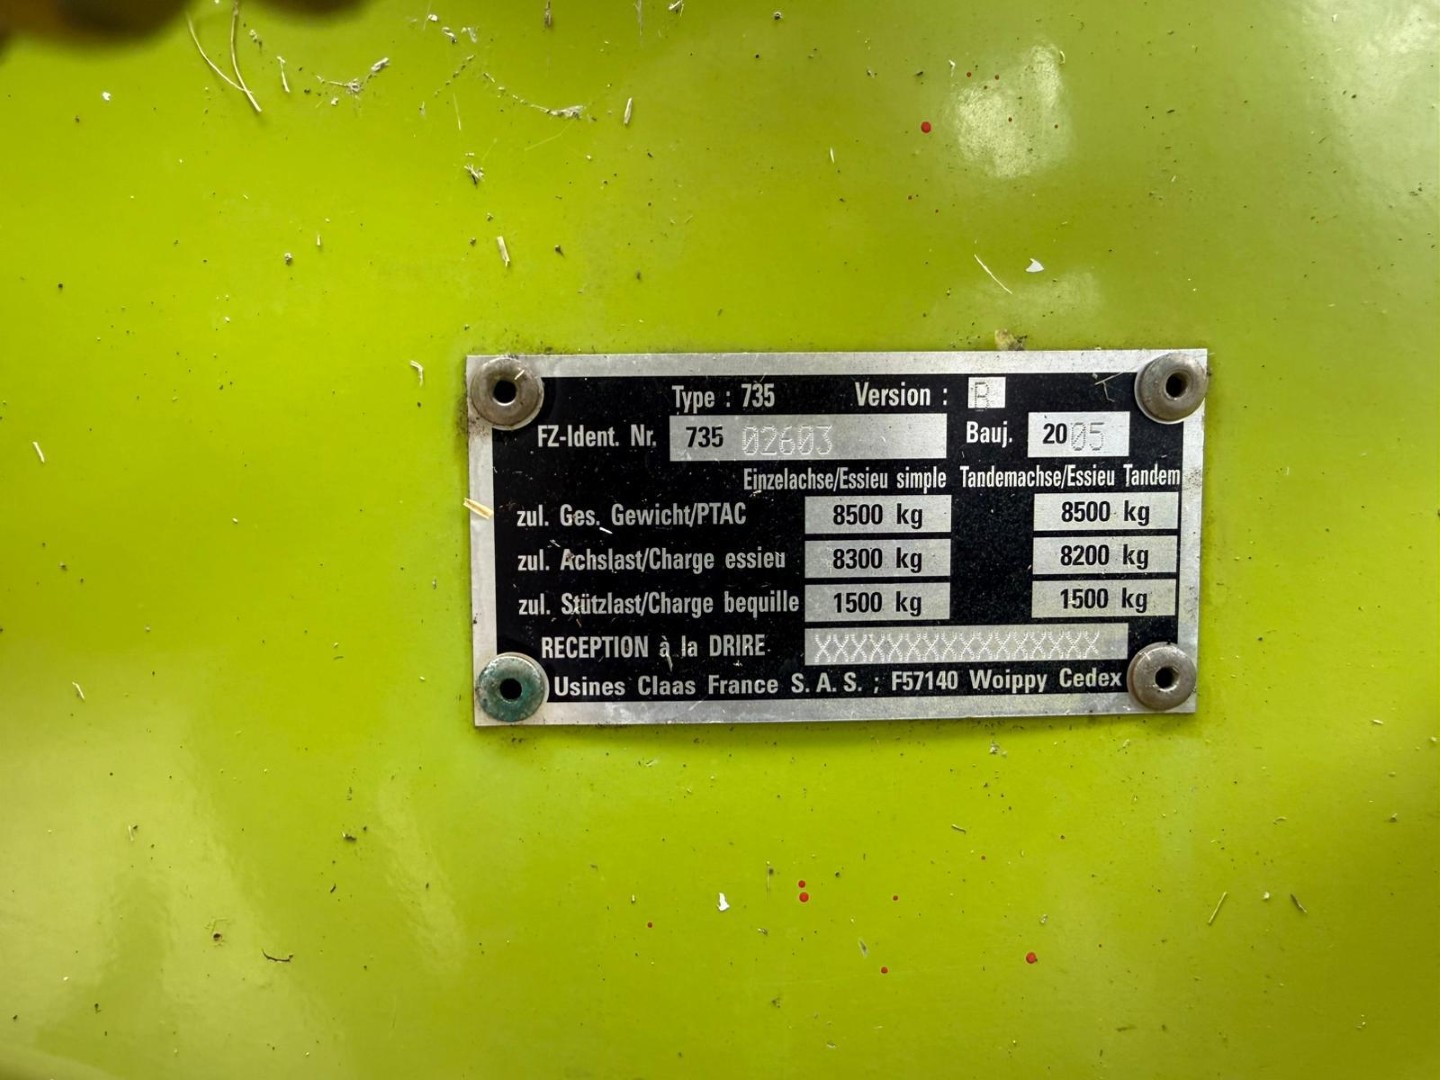 Type : 735 Version : B
FZ-Ident. Nr. 735 02603 Bauj. 2005
Einzelachse/Essieu simple Tandemachse/Essieu Tandem
zul. Ges. Gewicht/PTAC 8500 kg 8500 kg
zul. Achslast/Charge essieu 8300 kg 8200 kg
zul. Stützlast/Charge bequille 1500 kg 1500 kg
RECEPTION à la DRIRE XXXXXXXXXXXXXXXX
Usines Claas France S.A.S. ; F57140 Woippy Cedex